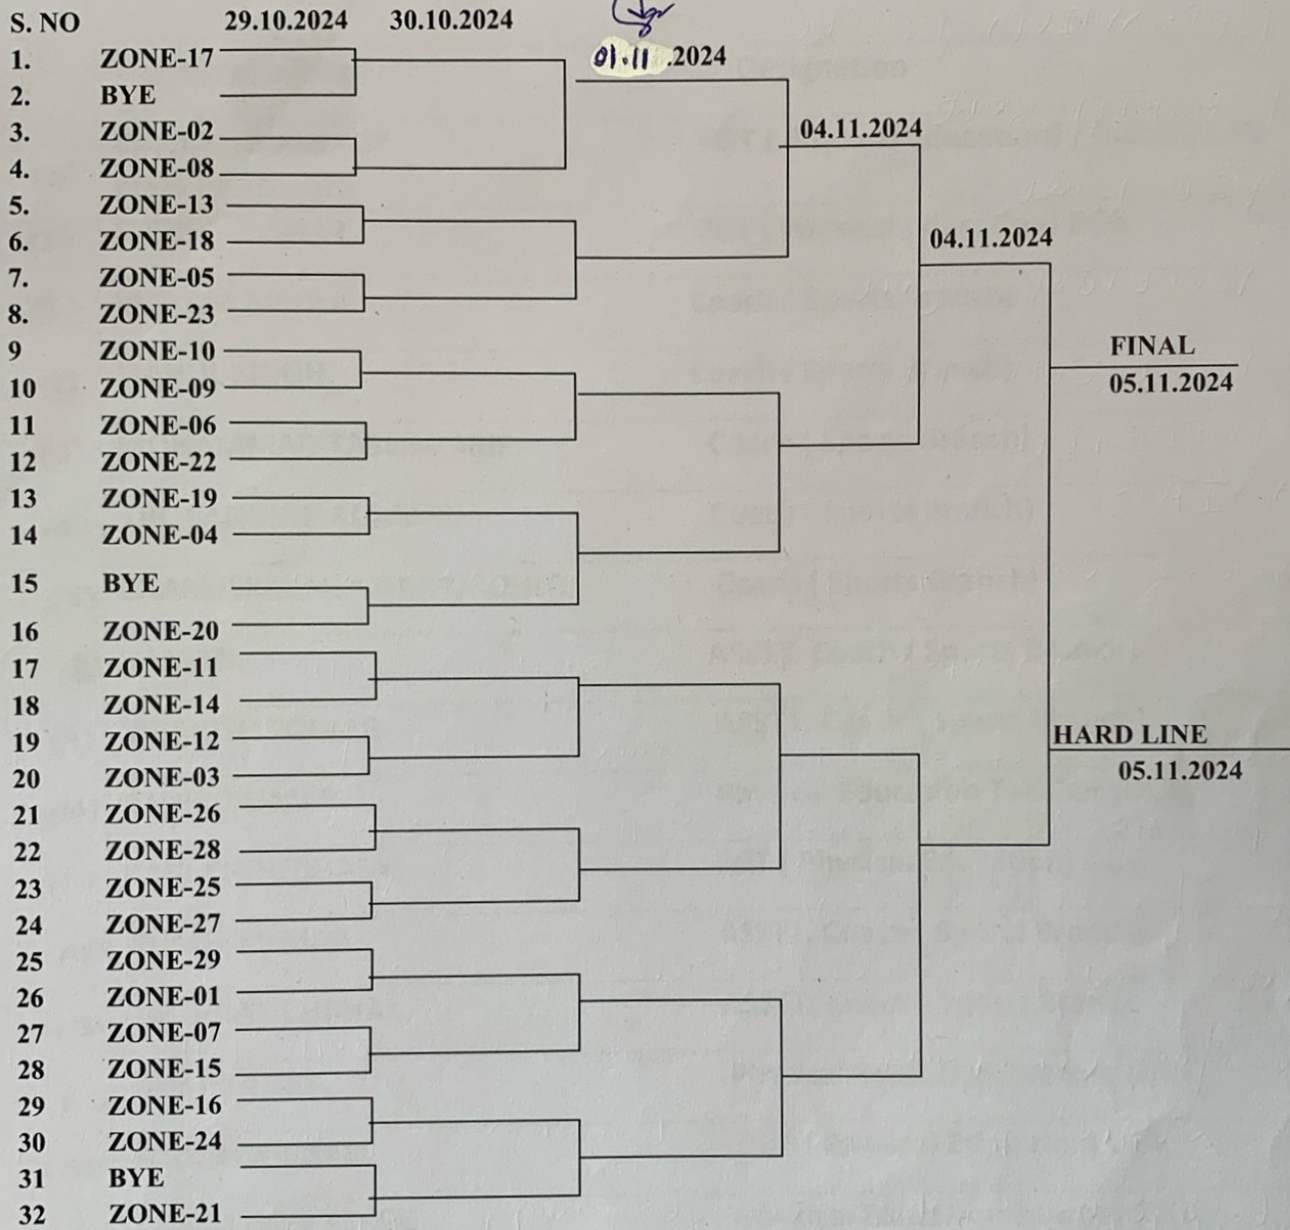 S. NO 29.10.2024 30.10.2024 01.11.2024
1. ZONE-17
2. BYE
3. ZONE-02
4. ZONE-08
5. ZONE-13
6. ZONE-18
7. ZONE-05
8. ZONE-23
9 ZONE-10
10 ZONE-09
11 ZONE-06
12 ZONE-22
13 ZONE-19
14 ZONE-04
15 BYE
16 ZONE-20
17 ZONE-11
18 ZONE-14
19 ZONE-12
20 ZONE-03
21 ZONE-26
22 ZONE-28
23 ZONE-25
24 ZONE-27
25 ZONE-29
26 ZONE-01
27 ZONE-07
28 ZONE-15
29 ZONE-16
30 ZONE-24
31 BYE
32 ZONE-21
04.11.2024
04.11.2024
FINAL
05.11.2024
HARD LINE
05.11.2024